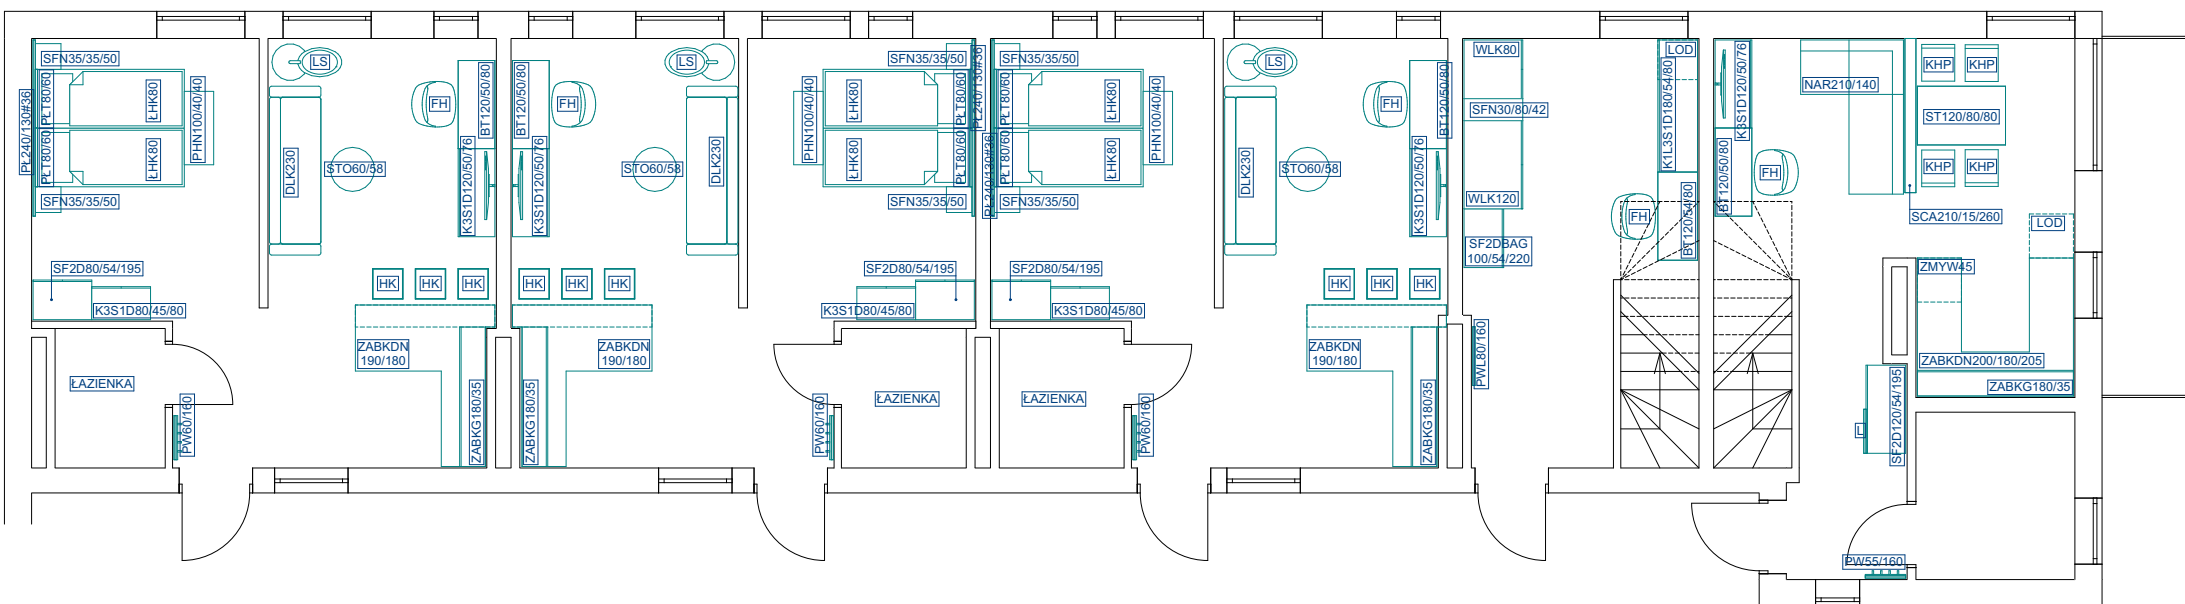 SFN35/35/50
PŁ240/130#36
PŁT80/60
ŁHK80
PHN100/40/40
PŁT80/60
ŁHK80
SFN35/35/50
SF2D80/54/195
K3S1D80/45/80
ŁAZIENKA
PW60/160
LS
DLK230
STO60/58
FH
BT120/50/80
K3S1D120/50/76
HK
HK
HK
ZABKDN
190/180
ZABKG180/35
BT120/50/80
K3S1D120/50/76
FH
LS
STO60/58
DLK230
HK
HK
HK
ZABKDN
190/180
ZABKG180/35
SFN35/35/50
PHN100/40/40
ŁHK80
PŁT80/60
PŁ240/130#36
ŁHK80
PŁT80/60
SFN35/35/50
SF2D80/54/195
K3S1D80/45/80
PW60/160
ŁAZIENKA
SFN35/35/50
PŁ240/130#36
PŁT80/60
ŁHK80
PHN100/40/40
PŁT80/60
ŁHK80
SFN35/35/50
SF2D80/54/195
K3S1D80/45/80
ŁAZIENKA
PW60/160
LS
DLK230
STO60/58
FH
BT120/50/80
K3S1D120/50/76
HK
HK
HK
ZABKDN
190/180
ZABKG180/35
WLK80
SFN30/80/42
WLK120
SF2DBAG
100/54/220
PWL80/160
LOD
K1L3S1D180/54/80
FH
BT120/54/80
K3S1D120/50/76
BT120/50/80
FH
NAR210/140
KHP
KHP
ST120/80/80
KHP
KHP
SCA210/15/260
LOD
ZMYW45
ZABKDN200/180/205
ZABKG180/35
SF2D120/54/195
PW55/160